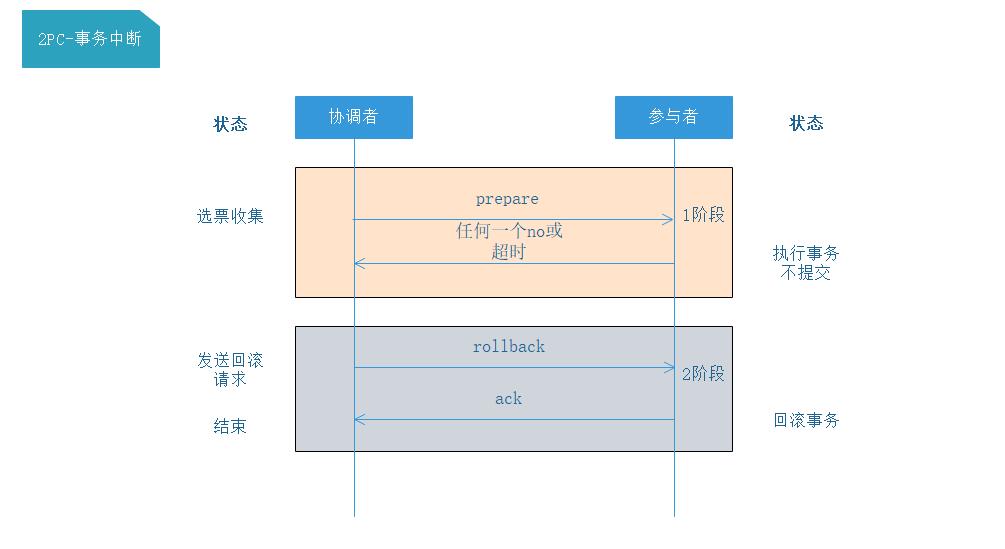 2PC-事务中断
状态
协调者
参与者
状态
选票收集
prepare
1阶段
任何一个no或
超时
执行事务
不提交
发送回滚
请求
rollback
2阶段
ack
结束
回滚事务